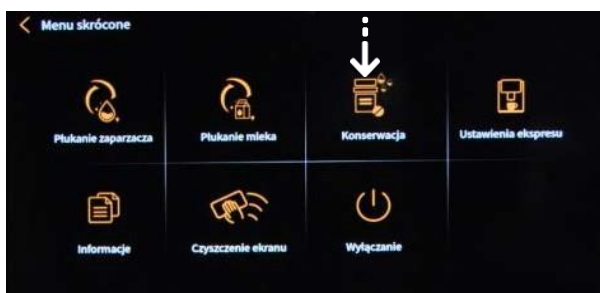 Menu skrócone
Płukanie zaparzacza
Płukanie mleka
Konserwacja
Ustawienia ekspresu
Informacje
Czyszczenie ekranu
Wyłączanie